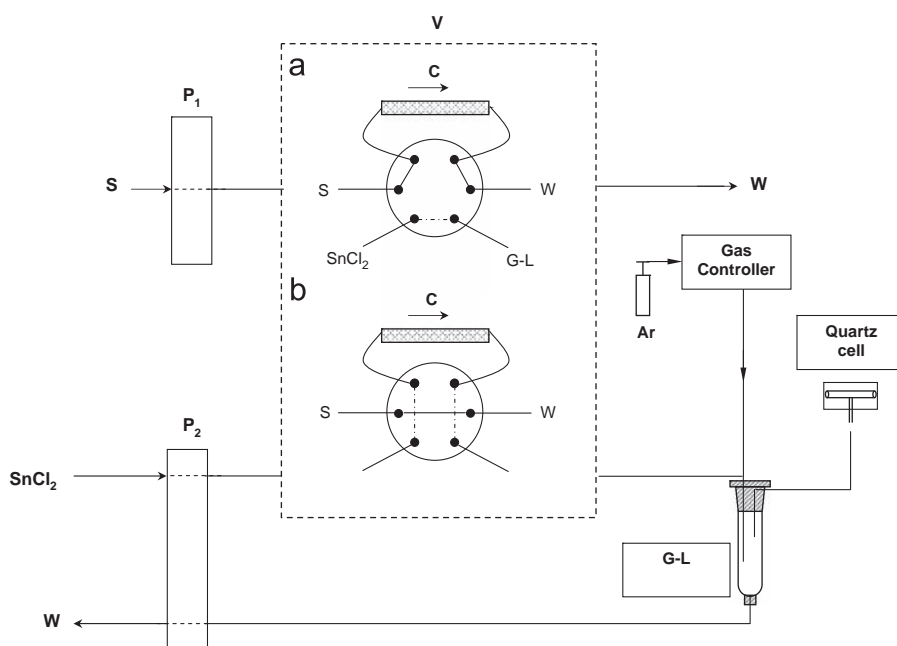 V
a
C
P1
S
S
W
W
SnCl2
G-L
Gas
Controller
b
C
Ar
Quartz
cell
S
W
P2
SnCl2
G-L
W